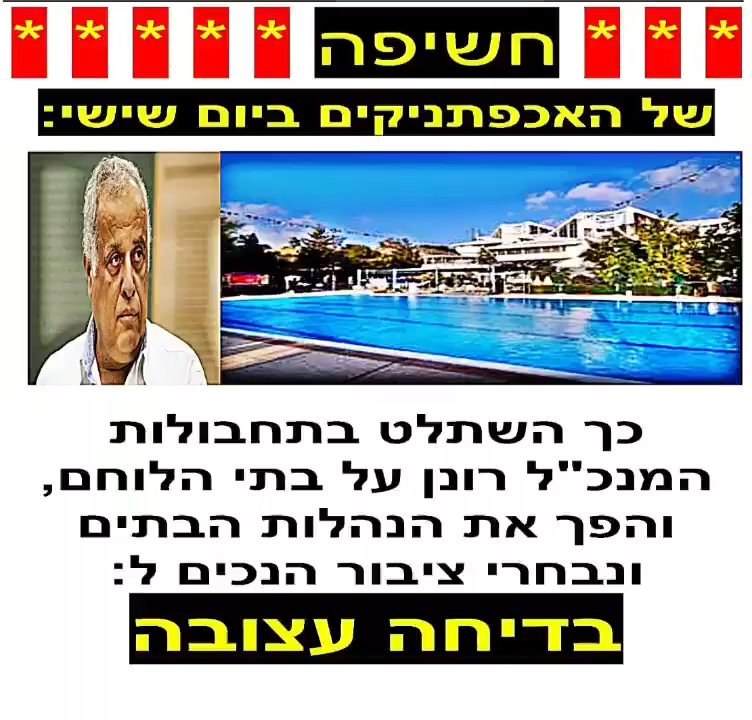 * * * חשיפה * * * * *
של האכפתניקים ביום שישי:
כך השתלט בתחבולות
המנכ"ל רונן על בתי הלוחם,
והפך את הנהלות הבתים
ונבחרי ציבור הנכים ל:
בדיחה עצובה